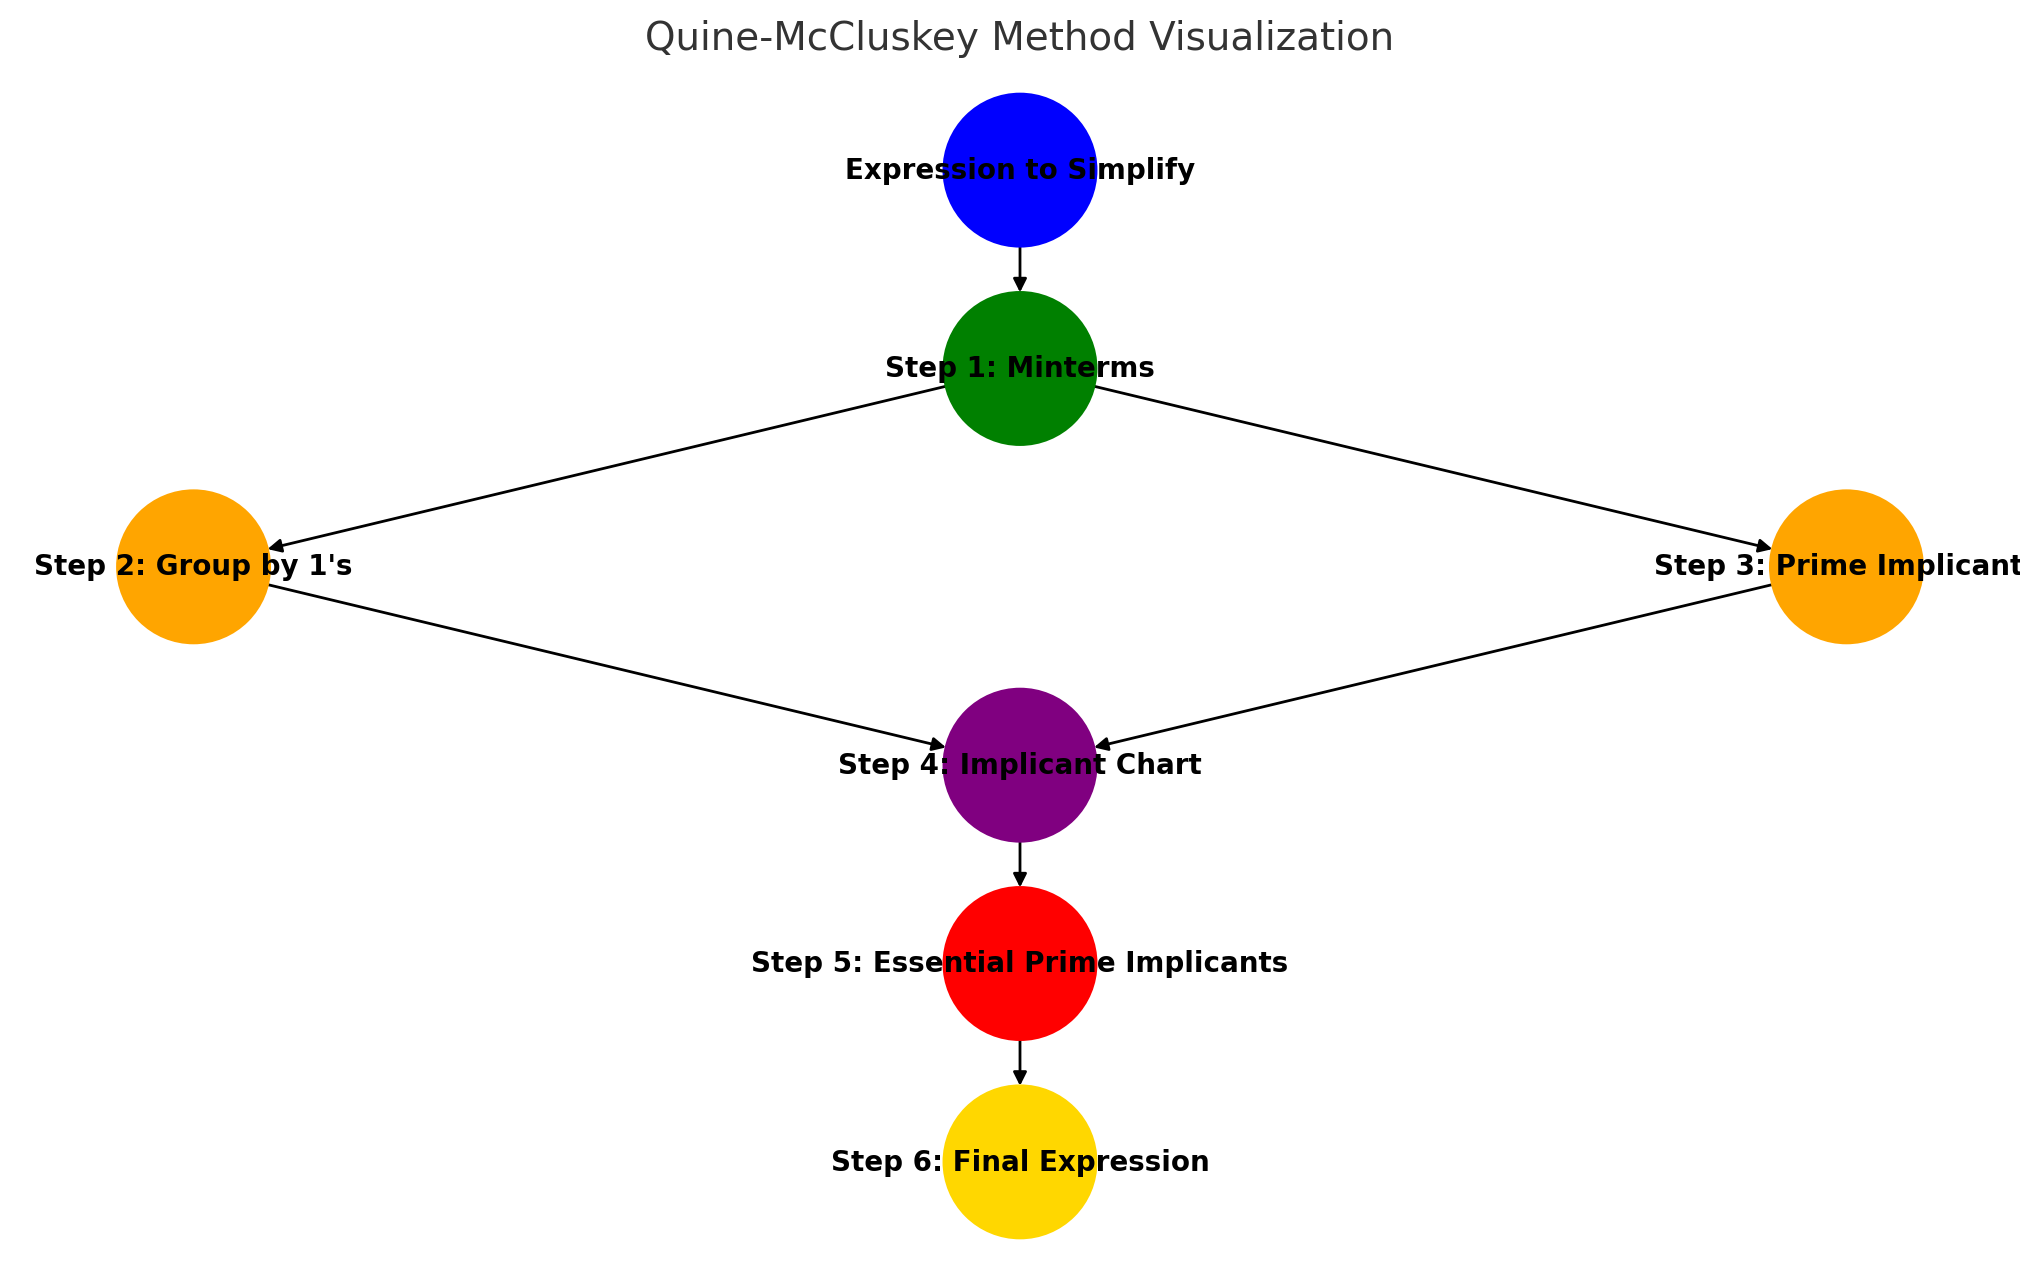 Quine-McCluskey Method Visualization
Expression to Simplify
Step 1: Minterms
Step 2: Group by 1's
Step 3: Prime Implicant
Step 4: Implicant Chart
Step 5: Essential Prime Implicants
Step 6: Final Expression